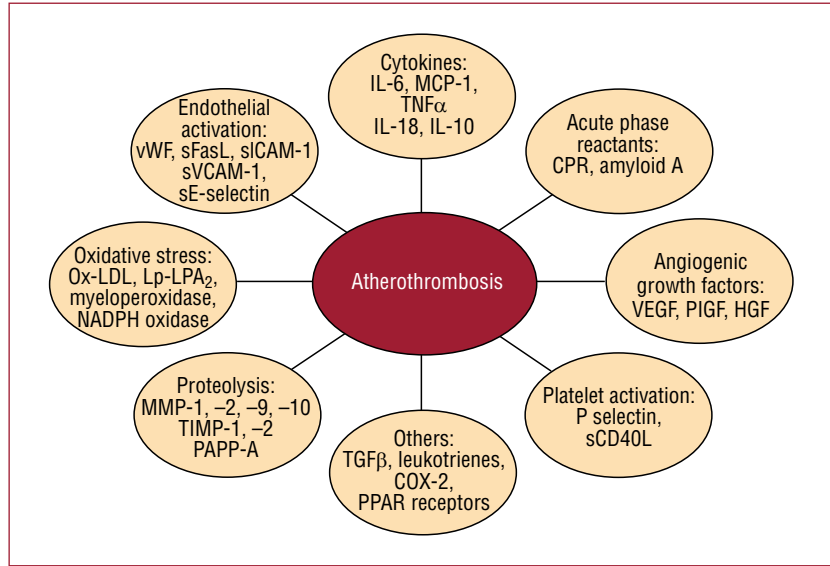 Cytokines:
IL-6, MCP-1,
TNFα
IL-18, IL-10
Acute phase
reactants:
CPR, amyloid A
Angiogenic
growth factors:
VEGF, PIGF, HGF
Platelet activation:
P selectin,
sCD40L
Others:
TGFβ, leukotrienes,
COX-2,
PPAR receptors
Proteolysis:
MMP-1, –2, –9, –10
TIMP-1, –2
PAPP-A
Oxidative stress:
Ox-LDL, Lp-LPA₂,
myeloperoxidase,
NADPH oxidase
Endothelial
activation:
vWF, sFasL, sICAM-1
sVCAM-1,
sE-selectin
Atherothrombosis